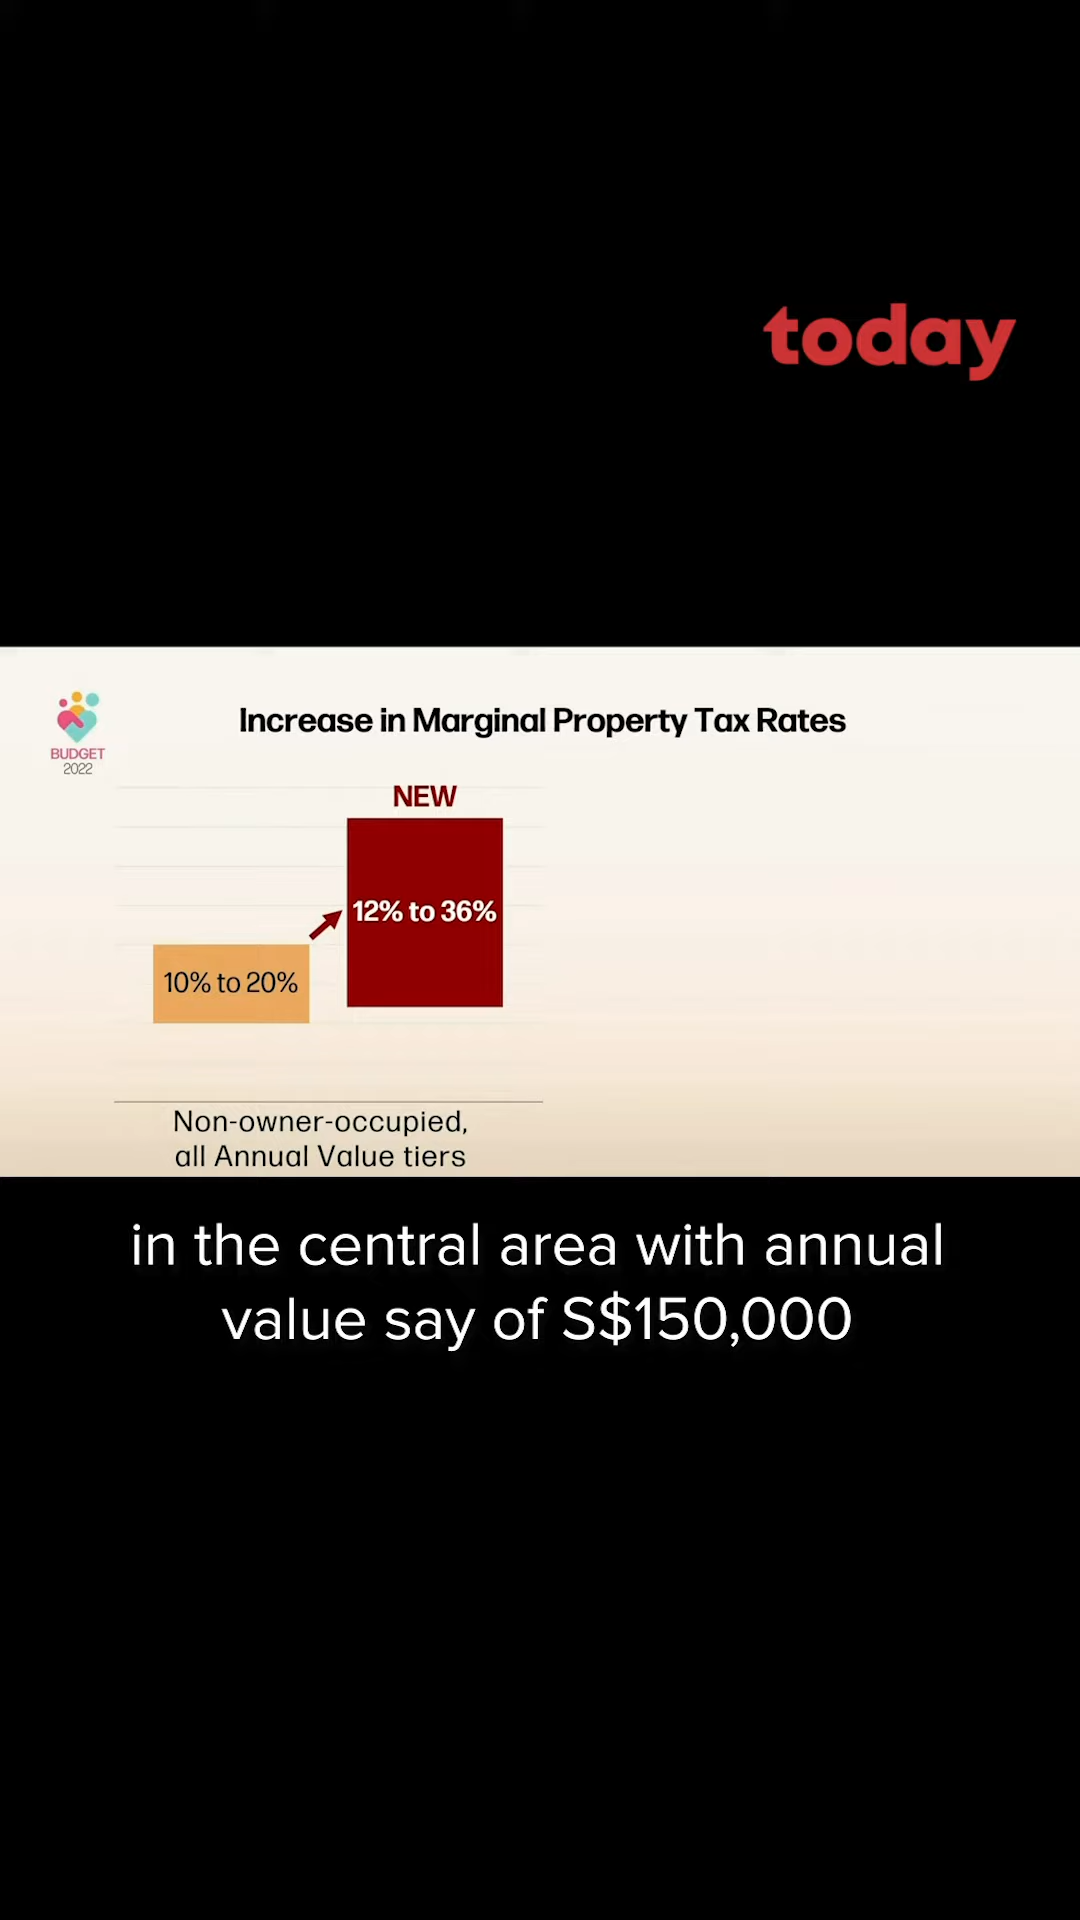 today
BUDGET
2022
Increase in Marginal Property Tax Rates
NEW
12% to 36%
10% to 20%
Non-owner-occupied,
all Annual Value tiers
in the central area with annual
value say of S$150,000